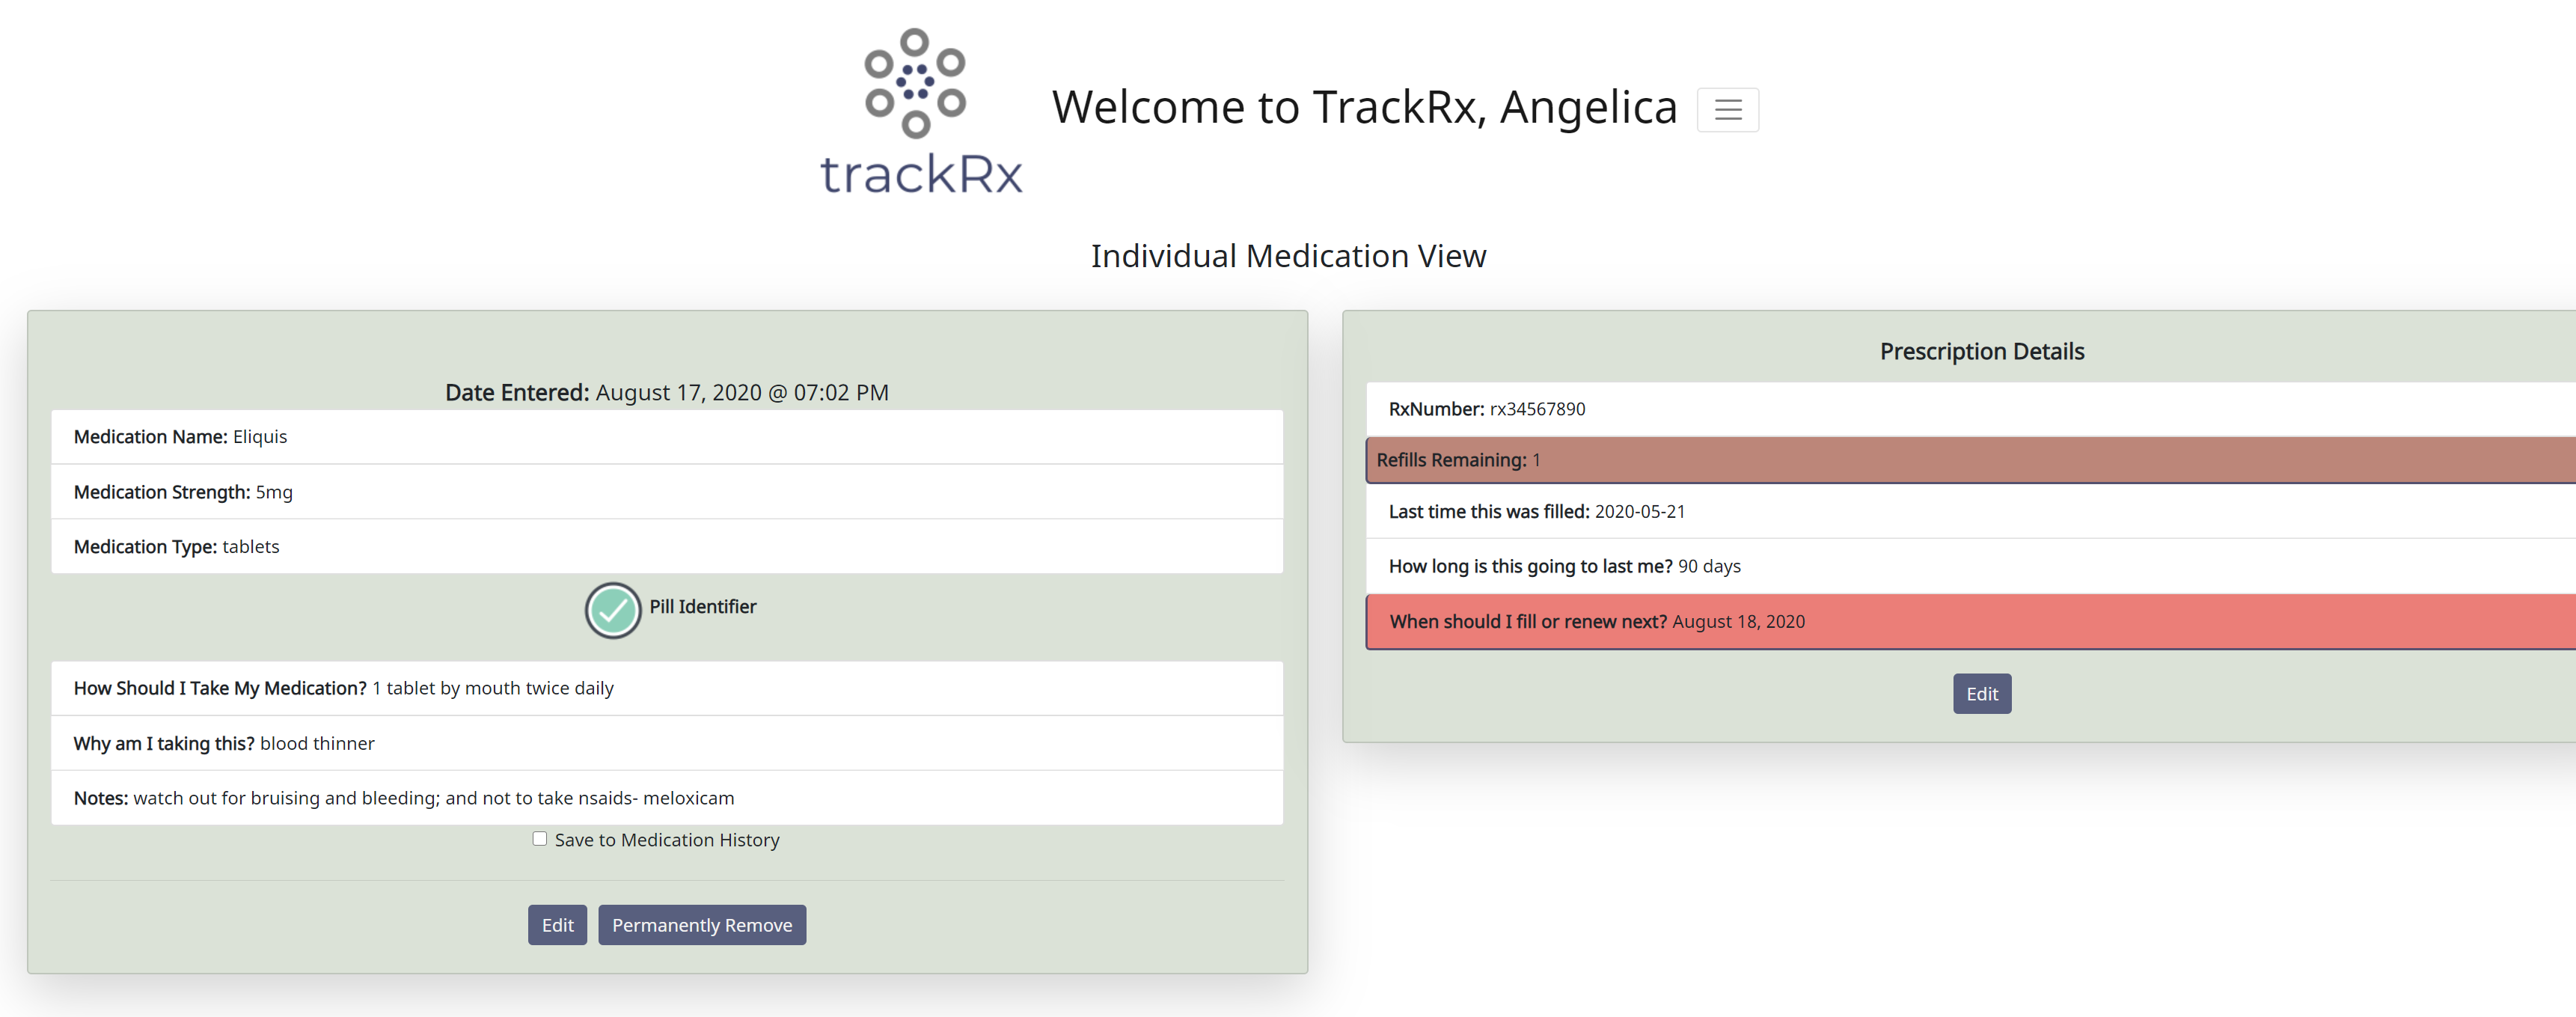 trackRx
Welcome to TrackRx, Angelica
Individual Medication View
Date Entered: August 17, 2020 @ 07:02 PM
Medication Name: Eliquis
Medication Strength: 5mg
Medication Type: tablets
Pill Identifier
How Should I Take My Medication? 1 tablet by mouth twice daily
Why am I taking this? blood thinner
Notes: watch out for bruising and bleeding; and not to take nsaids- meloxicam
Save to Medication History
Edit
Permanently Remove
Prescription Details
RxNumber: rx34567890
Refills Remaining: 1
Last time this was filled: 2020-05-21
How long is this going to last me? 90 days
When should I fill or renew next? August 18, 2020
Edit